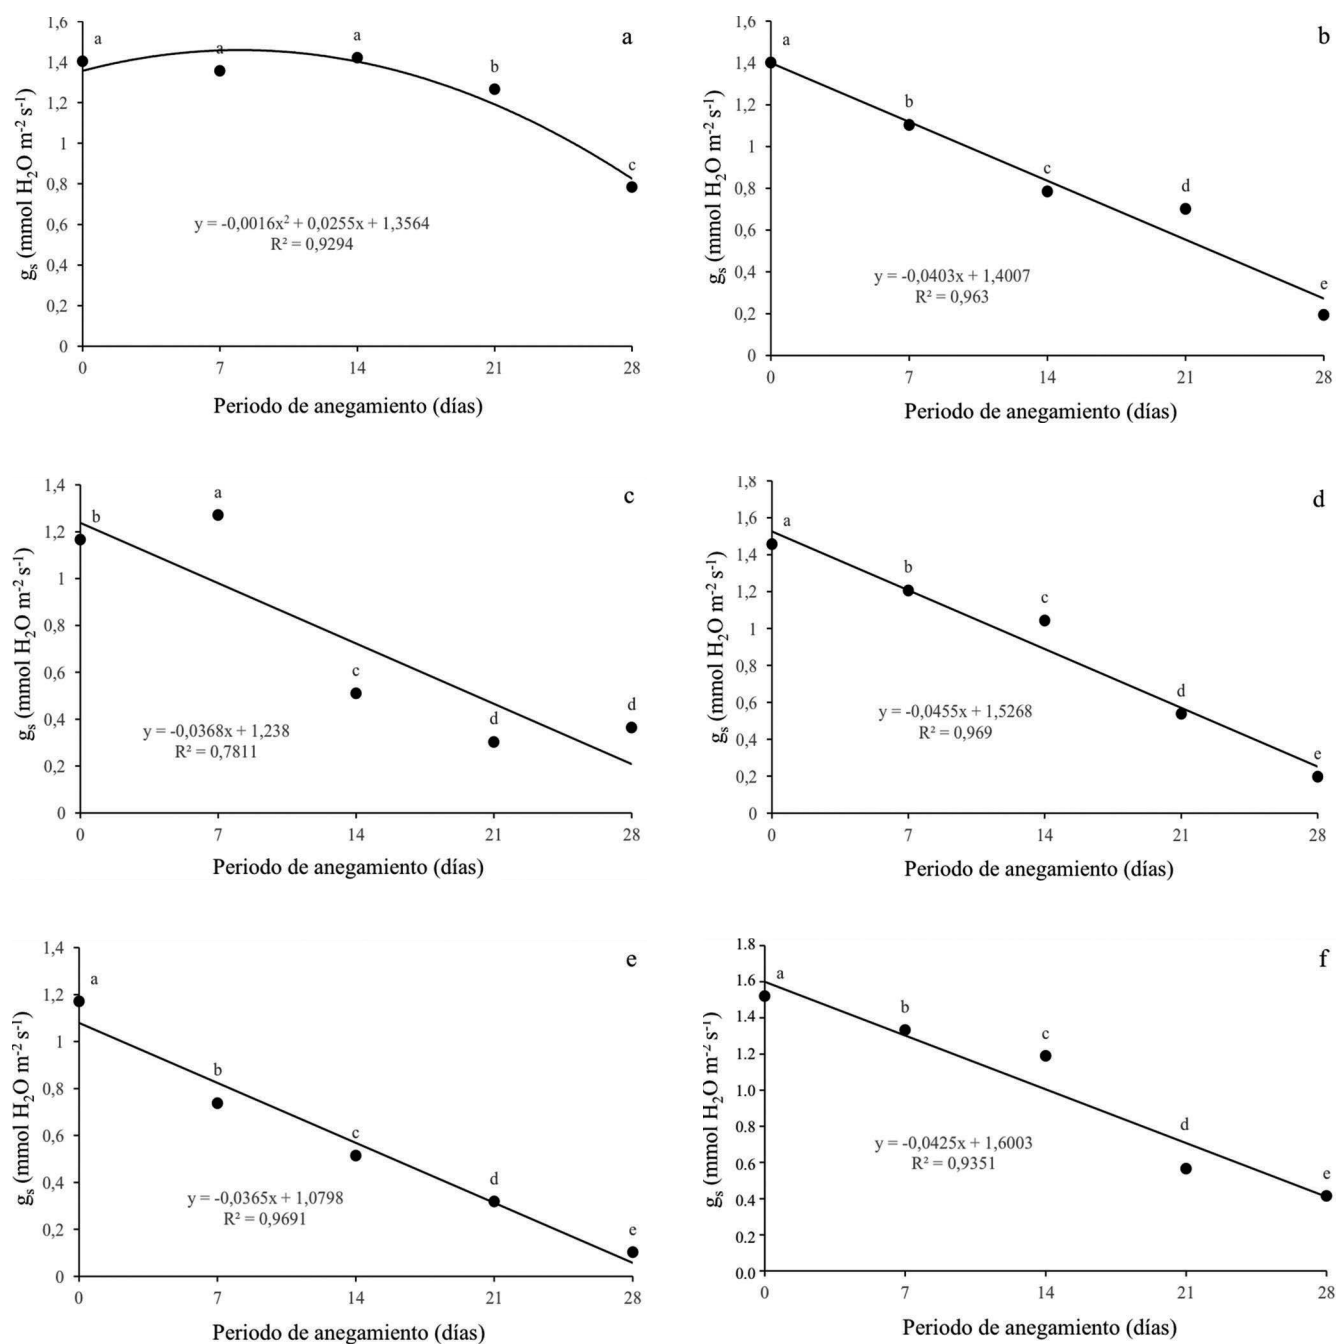 a
g_s (mmol H₂O m⁻² s⁻¹)
1,6
1,4
1,2
1
0,8
0,6
0,4
0,2
0
a
a
a
b
c
y = -0,0016x² + 0,0255x + 1,3564
R² = 0,9294
0 7 14 21 28
Periodo de anegamiento (días)
b
g_s (mmol H₂O m⁻² s⁻¹)
1,6
1,4
1,2
1
0,8
0,6
0,4
0,2
0
a
b
c
d
e
y = -0,0403x + 1,4007
R² = 0,963
0 7 14 21 28
Periodo de anegamiento (días)
c
g_s (mmol H₂O m⁻² s⁻¹)
1,4
1,2
1
0,8
0,6
0,4
0,2
0
b
a
c
d
d
y = -0,0368x + 1,238
R² = 0,7811
0 7 14 21 28
Periodo de anegamiento (días)
d
g_s (mmol H₂O m⁻² s⁻¹)
1,8
1,6
1,4
1,2
1
0,8
0,6
0,4
0,2
0
a
b
c
d
e
y = -0,0455x + 1,5268
R² = 0,969
0 7 14 21 28
Periodo de anegamiento (días)
e
g_s (mmol H₂O m⁻² s⁻¹)
1,4
1,2
1
0,8
0,6
0,4
0,2
0
a
b
c
d
e
y = -0,0365x + 1,0798
R² = 0,9691
0 7 14 21 28
Periodo de anegamiento (días)
f
g_s (mmol H₂O m⁻² s⁻¹)
1.8
1.6
1.4
1.2
1.0
0.8
0.6
0.4
0.2
0.0
a
b
c
d
e
y = -0,0425x + 1,6003
R² = 0,9351
0 7 14 21 28
Periodo de anegamiento (días)